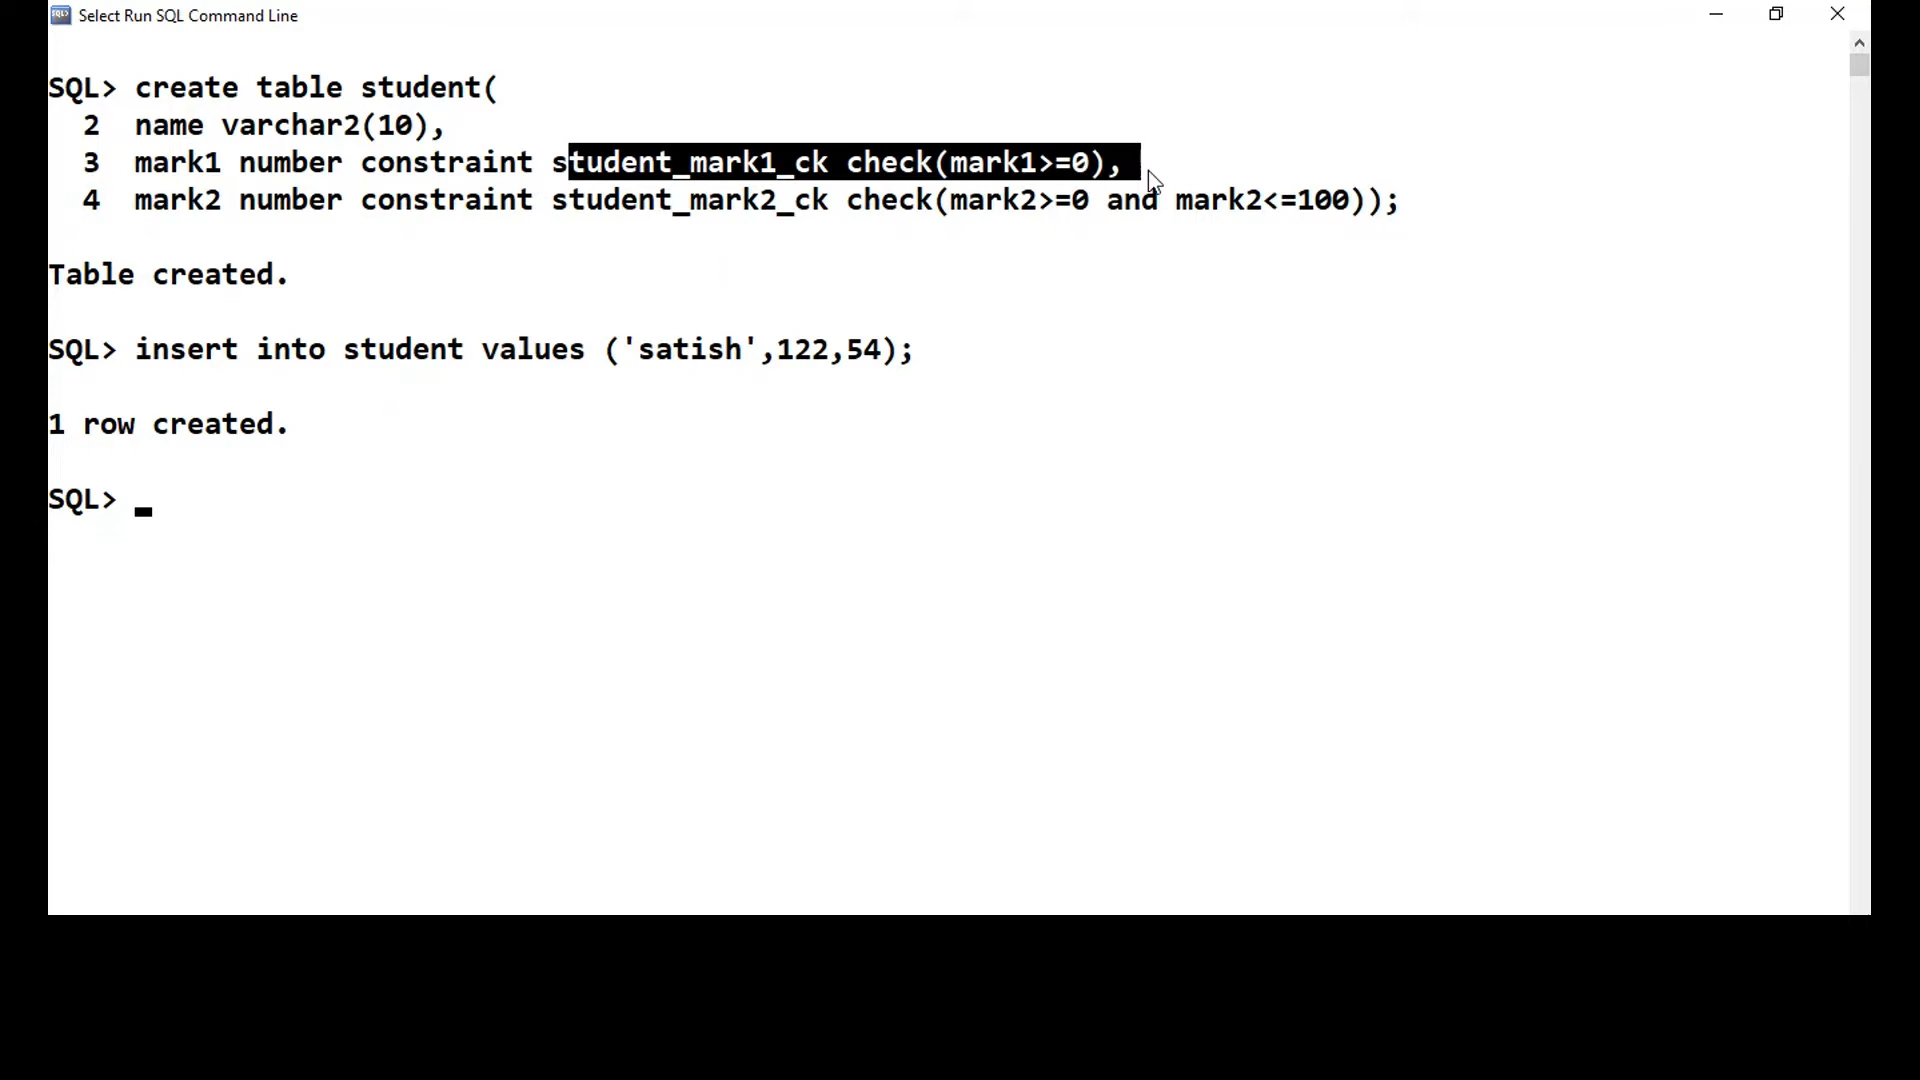 Select Run SQL Command Line
SQL> create table student(
2 name varchar2(10),
3 mark1 number constraint student_mark1_ck check(mark1>=0),
4 mark2 number constraint student_mark2_ck check(mark2>=0 and mark2<=100));
Table created.
SQL> insert into student values ('satish',122,54);
1 row created.
SQL> _